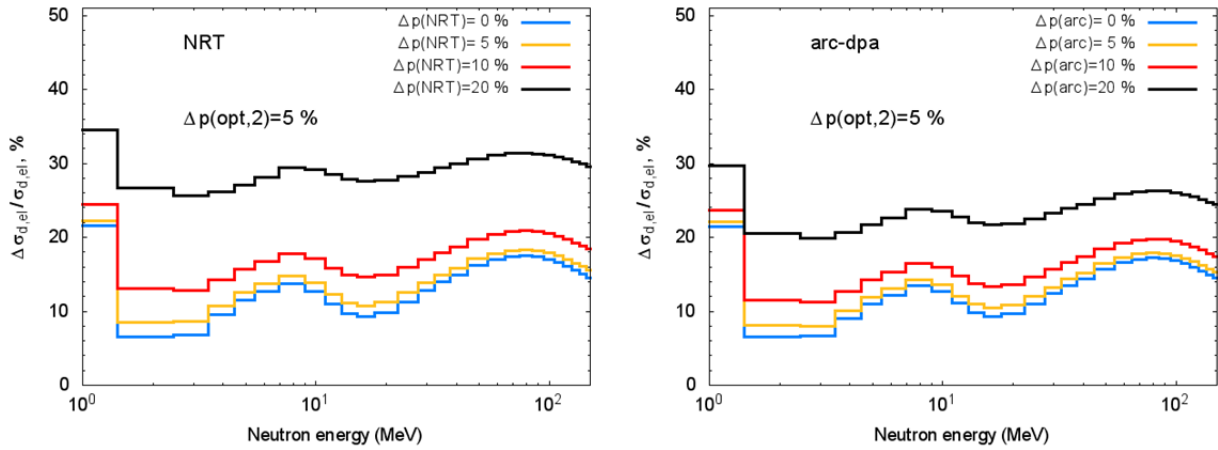 NRT
Δp(NRT)= 0 %
Δp(NRT)= 5 %
Δp(NRT)=10 %
Δp(NRT)=20 %
Δp(opt,2)=5 %
Δσd,el/σd,el, %
50
40
30
20
10
0
10^0
10^1
10^2
Neutron energy (MeV)
arc-dpa
Δp(arc)= 0 %
Δp(arc)= 5 %
Δp(arc)=10 %
Δp(arc)=20 %
Δp(opt,2)=5 %
Δσd,el/σd,el, %
50
40
30
20
10
0
10^0
10^1
10^2
Neutron energy (MeV)